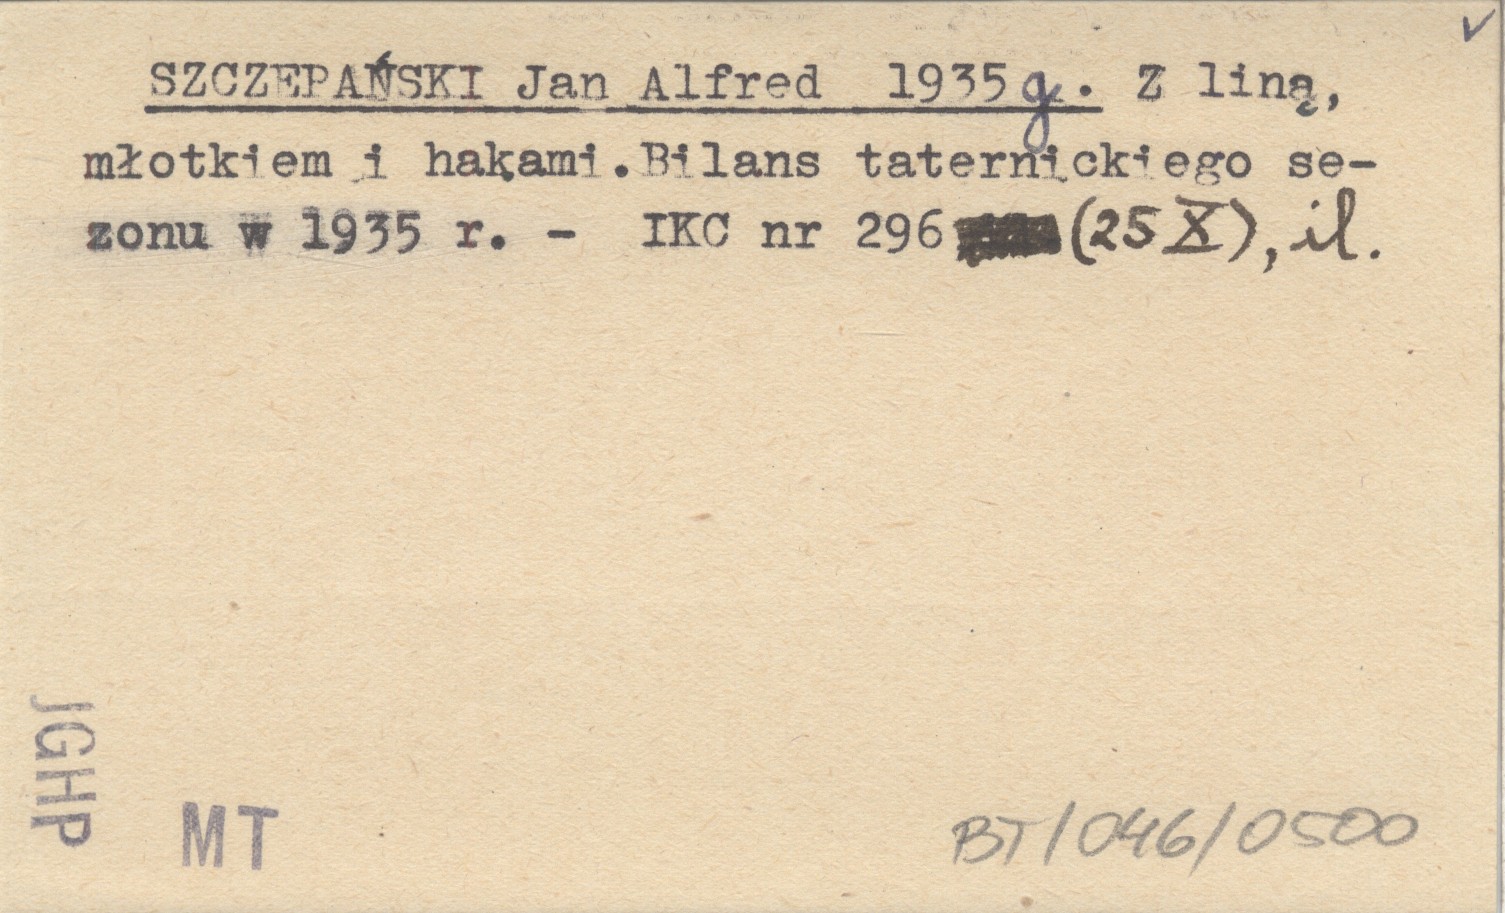 SZCZEPAŃSKI Jan Alfred 1935g. Z liną,
młotkiem i hakami. Bilans taternickiego se-
zonu w 1935 r. - IKC nr 296 (25 X), il.
JGHP
MT
BT/046/0500